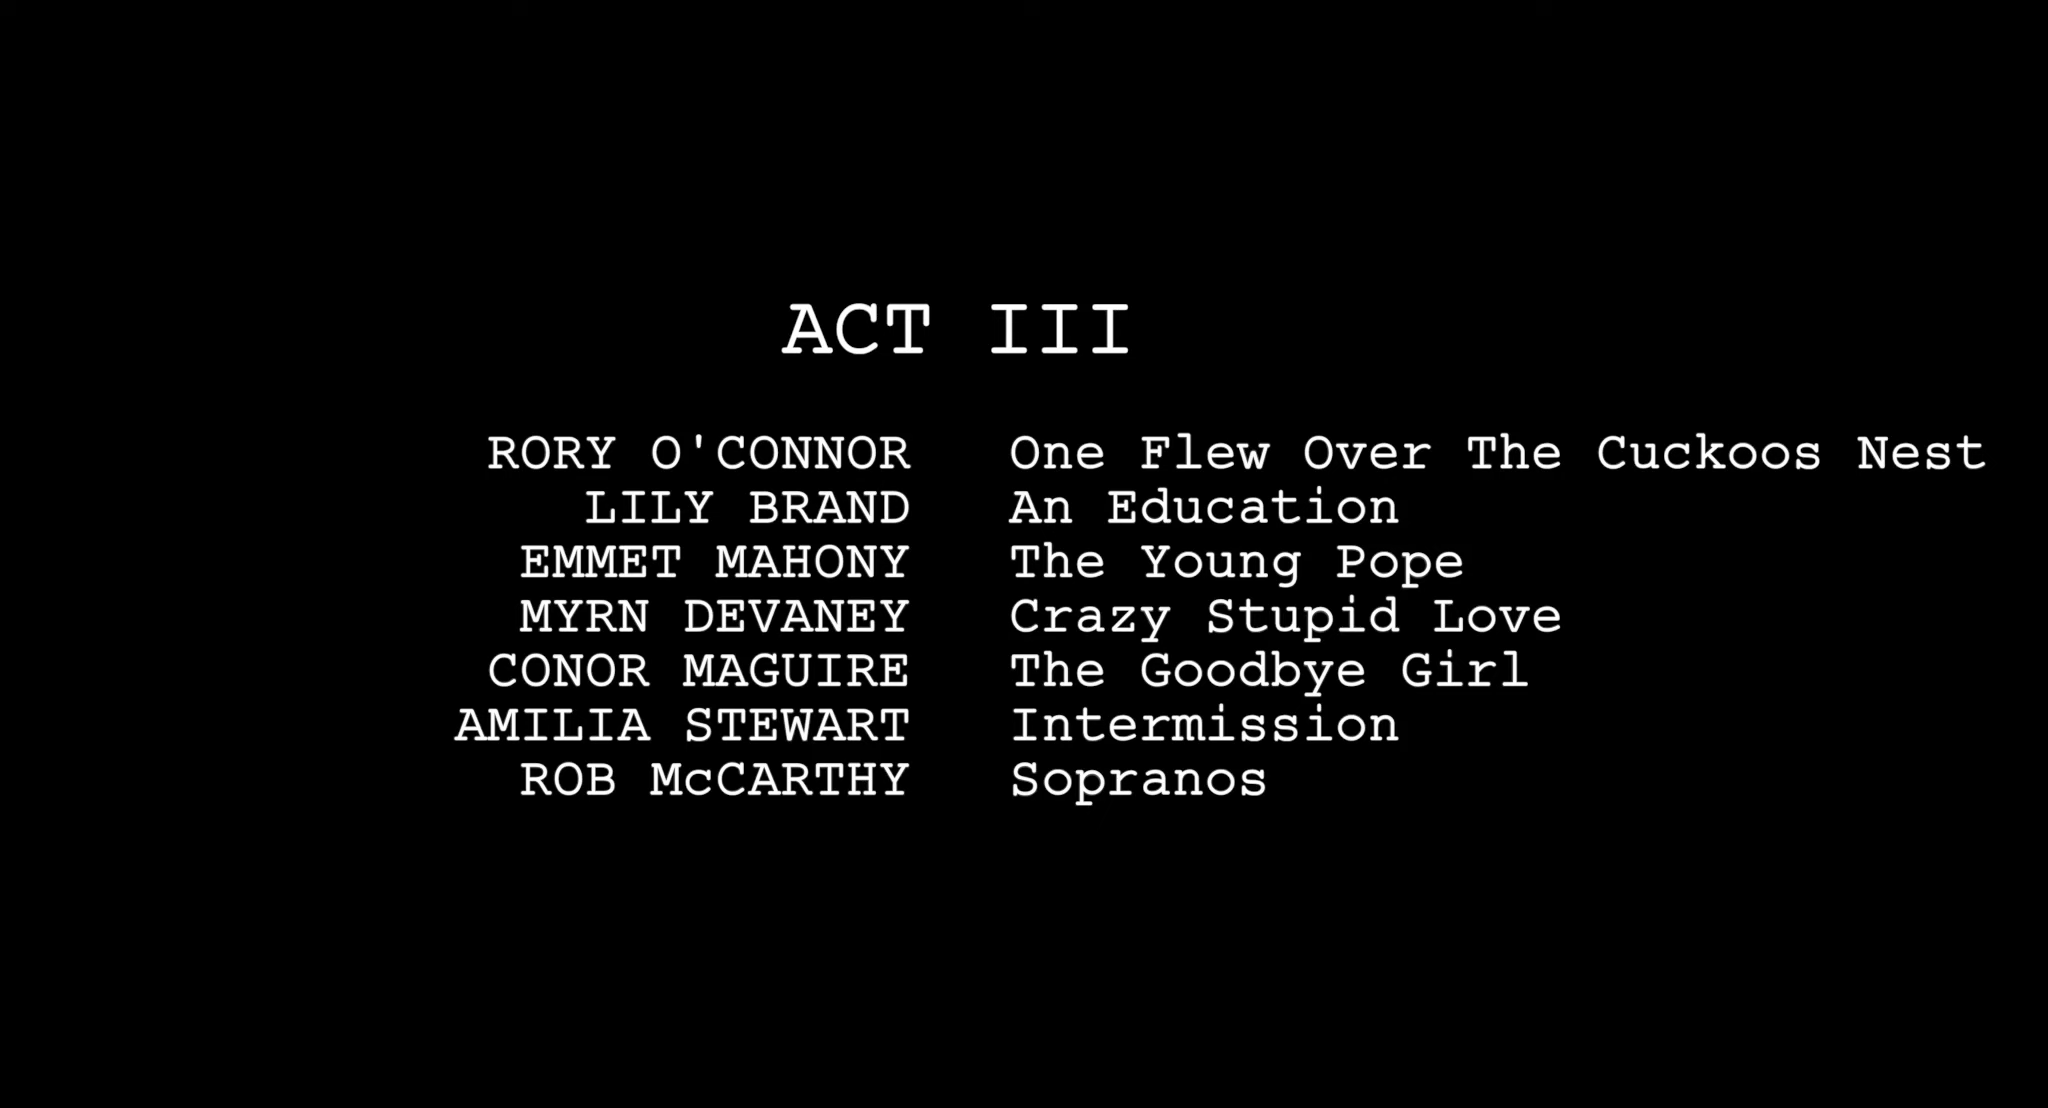 ACT III
RORY O'CONNOR One Flew Over The Cuckoos Nest
LILY BRAND An Education
EMMET MAHONY The Young Pope
MYRN DEVANEY Crazy Stupid Love
CONOR MAGUIRE The Goodbye Girl
AMILIA STEWART Intermission
ROB McCARTHY Sopranos